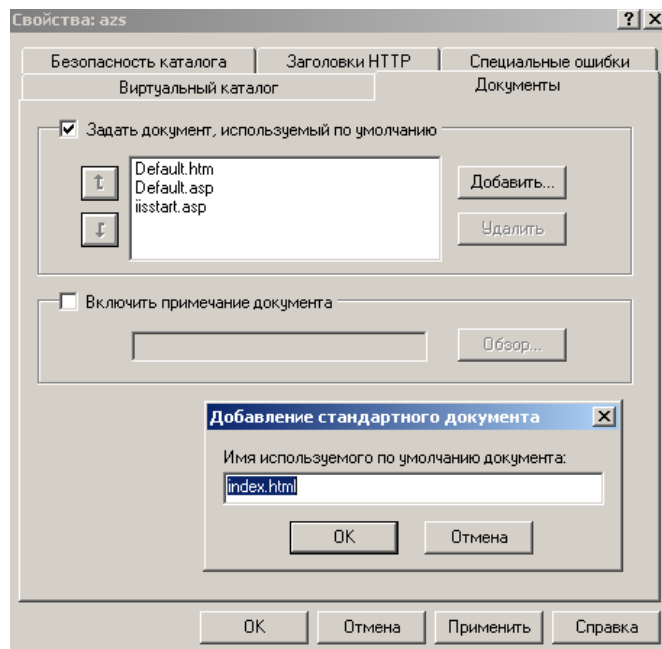 Свойства: azs
Безопасность каталога Заголовки HTTP Специальные ошибки
Виртуальный каталог Документы
Задать документ, используемый по умолчанию
Default.htm
Default.asp
iisstart.asp
Добавить...
Удалить
Включить примечание документа
Обзор...
Добавление стандартного документа
Имя используемого по умолчанию документа:
index.html
OK Отмена
OK Отмена Применить Справка